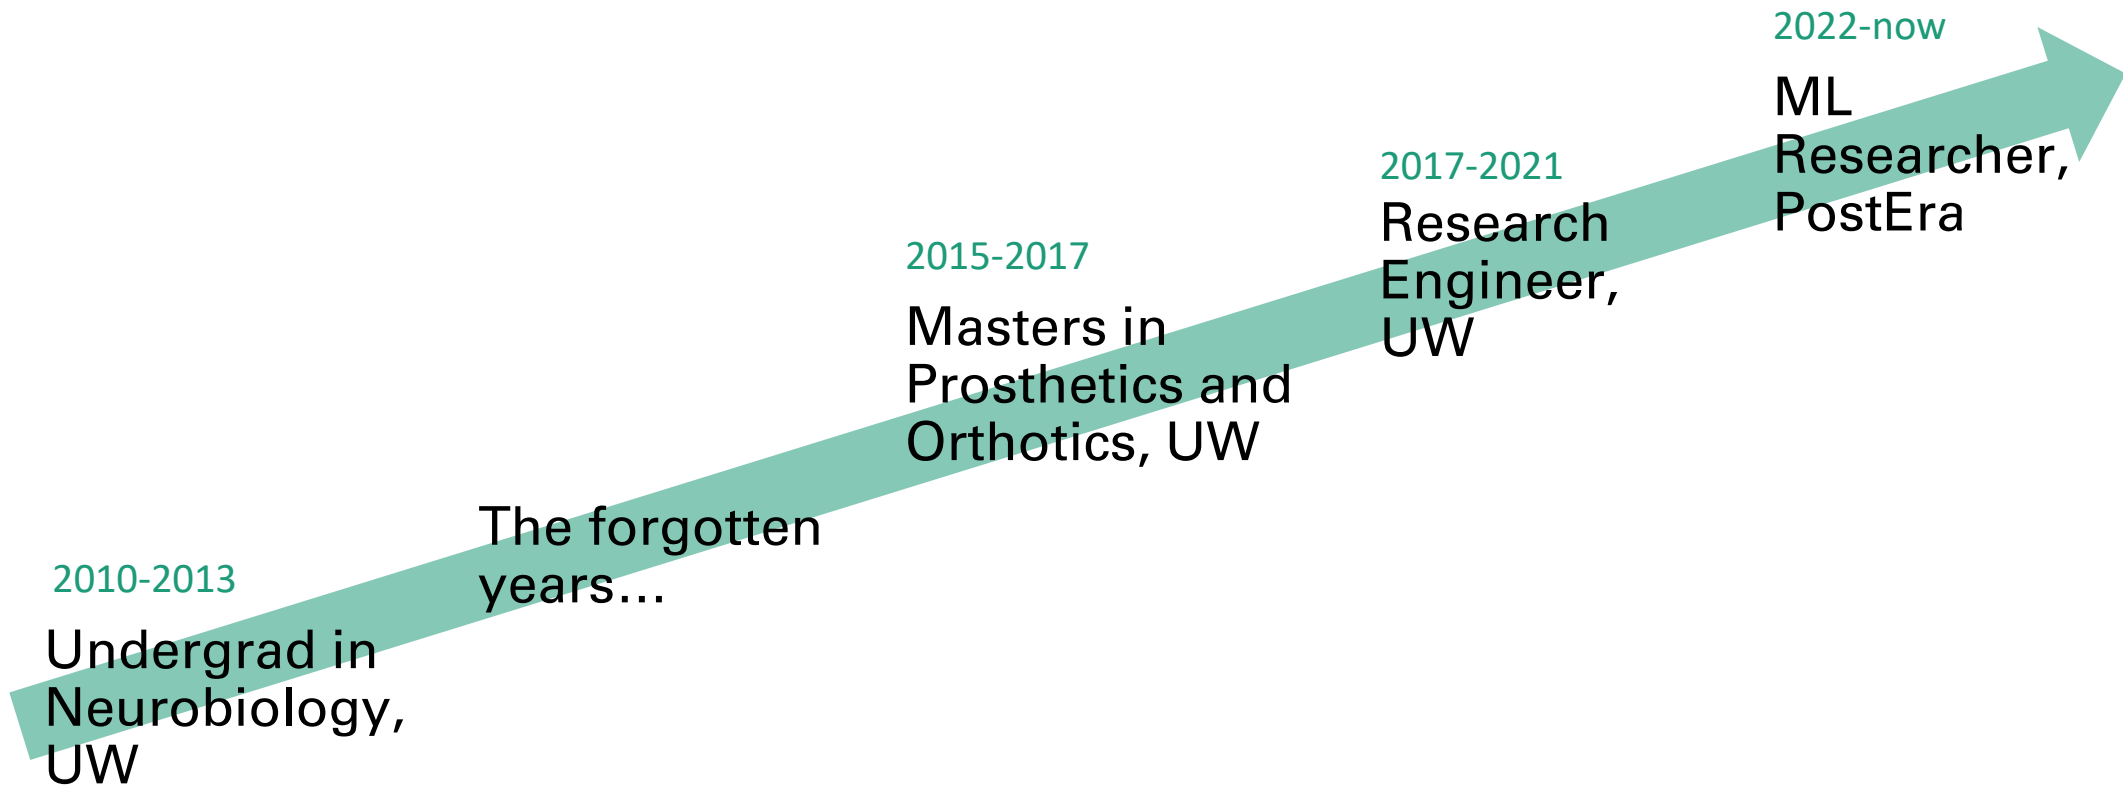 2010-2013
Undergrad in
Neurobiology,
UW
The forgotten
years...
2015-2017
Masters in
Prosthetics and
Orthotics, UW
2017-2021
Research
Engineer,
UW
2022-now
ML
Researcher,
PostEra